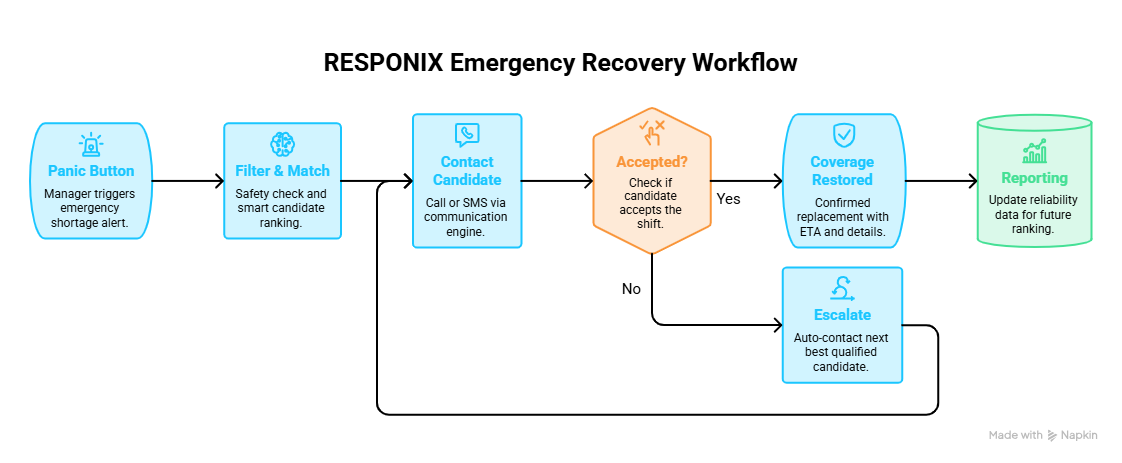 RESPONIX Emergency Recovery Workflow
Panic Button
Manager triggers
emergency
shortage alert.
Filter & Match
Safety check and
smart candidate
ranking.
Contact
Candidate
Call or SMS via
communication
engine.
Accepted?
Check if
candidate
accepts the
shift.
Yes
Coverage
Restored
Confirmed
replacement with
ETA and details.
Reporting
Update reliability
data for future
ranking.
No
Escalate
Auto-contact next
best qualified
candidate.
Made with Napkin